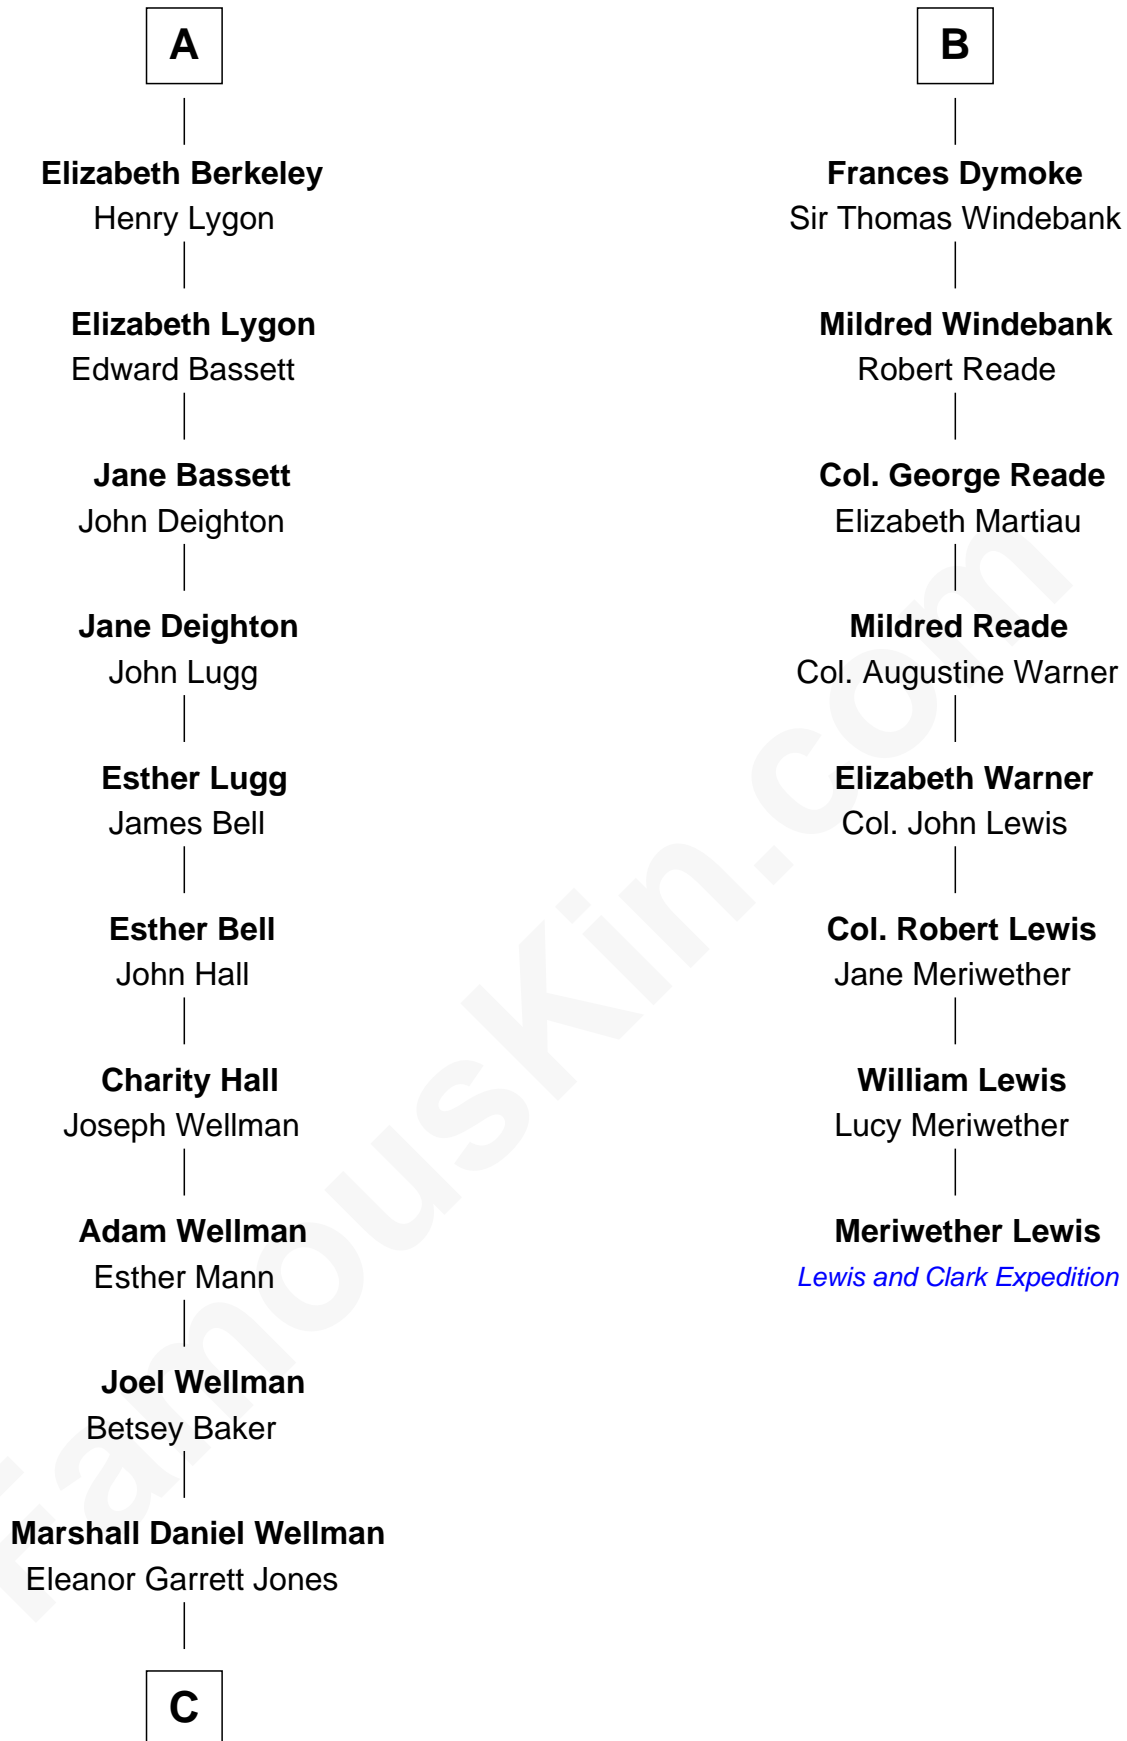 A
Elizabeth Berkeley
Henry Lygon
Elizabeth Lygon
Edward Bassett
Jane Bassett
John Deighton
Jane Deighton
John Lugg
Esther Lugg
James Bell
Esther Bell
John Hall
Charity Hall
Joseph Wellman
Adam Wellman
Esther Mann
Joel Wellman
Betsey Baker
Marshall Daniel Wellman
Eleanor Garrett Jones
C
B
Frances Dymoke
Sir Thomas Windebank
Mildred Windebank
Robert Reade
Col. George Reade
Elizabeth Martiau
Mildred Reade
Col. Augustine Warner
Elizabeth Warner
Col. John Lewis
Col. Robert Lewis
Jane Meriwether
William Lewis
Lucy Meriwether
Meriwether Lewis
Lewis and Clark Expedition
FamousKin.com